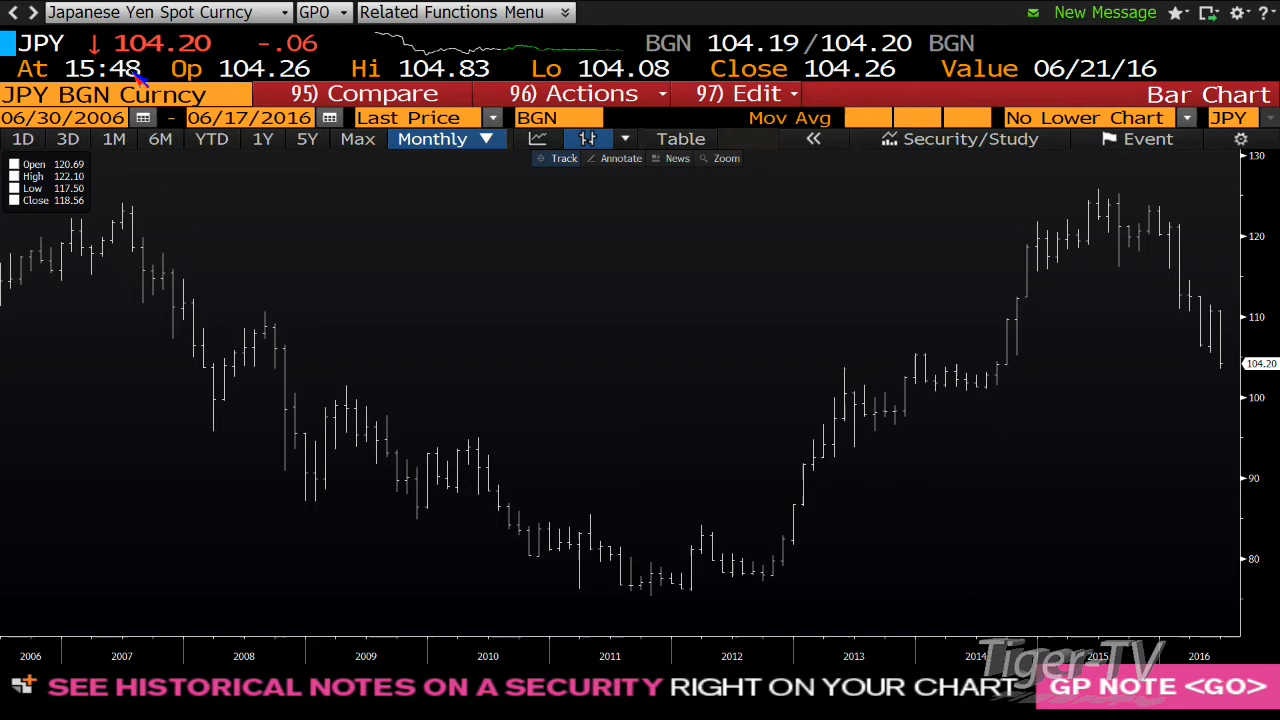 Japanese Yen Spot Curncy GPO Related Functions Menu New Message ?
JPY ↓ 104.20 -.06 BGN 104.19/104.20 BGN
At 15:48 Op 104.26 Hi 104.83 Lo 104.08 Close 104.26 Value 06/21/16
JPY BGN Curncy 95) Compare 96) Actions 97) Edit Bar Chart
06/30/2006 - 06/17/2016 Last Price BGN Mov Avg No Lower Chart JPY
1D 3D 1M 6M YTD 1Y 5Y Max Monthly ▼ Table « Security/Study Event
Track Annotate News Zoom
Open 120.69
High 122.10
Low 117.50
Close 118.56
130
120
110
104.20
100
90
80
2006 2007 2008 2009 2010 2011 2012 2013 2014 2015 2016
Tiger-TV
SEE HISTORICAL NOTES ON A SECURITY RIGHT ON YOUR CHART GP NOTE <GO>